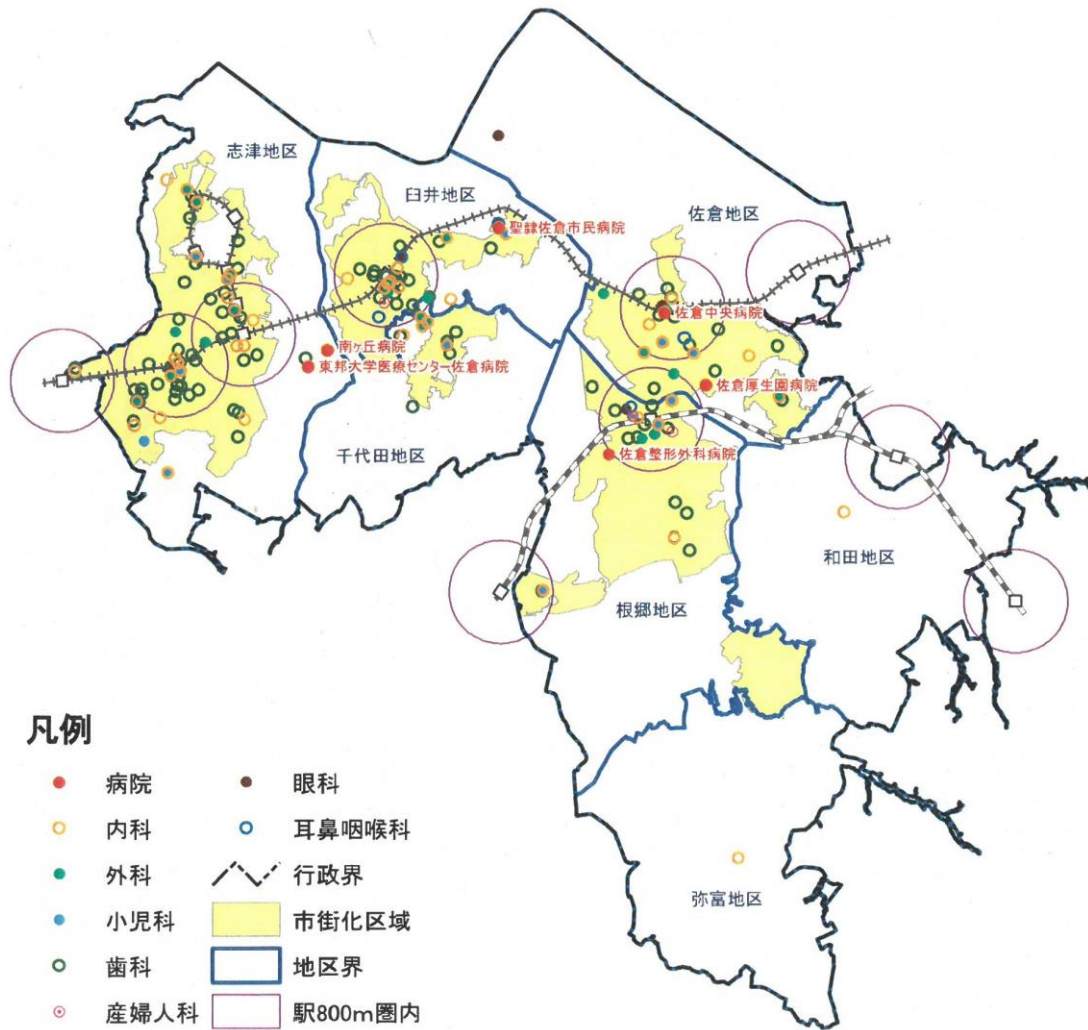 志津地区
臼井地区
佐倉地区
聖隷佐倉市民病院
佐倉中央病院
南ヶ丘病院
東邦大学医療センター佐倉病院
佐倉厚生園病院
千代田地区
佐倉整形外科病院
和田地区
根郷地区
弥富地区
凡例
病院
眼科
内科
耳鼻咽喉科
外科
行政界
小児科
市街化区域
歯科
地区界
産婦人科
駅800m圏内